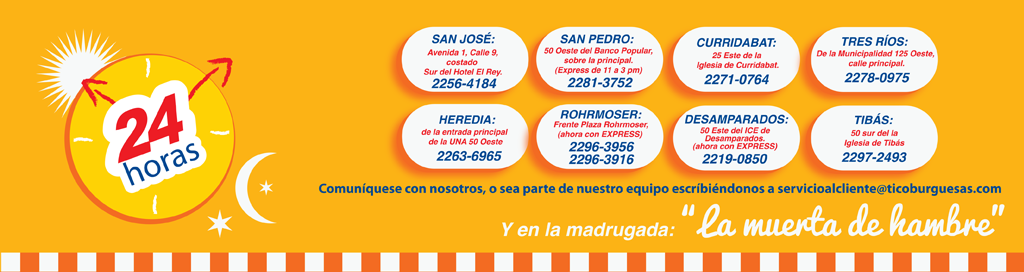 24
horas
SAN JOSÉ:
Avenida 1, Calle 9,
costado
Sur del Hotel El Rey.
2256-4184
SAN PEDRO:
50 Oeste del Banco Popular,
sobre la principal.
(Express de 11 a 3 pm)
2281-3752
CURRIDABAT:
25 Este de la
iglesia de Curridabat.
2271-0764
TRES RÍOS:
De la Municipalidad 125 Oeste,
calle principal.
2278-0975
HEREDIA:
de la entrada principal
de la UNA 50 Oeste
2263-6965
ROHRMOSER:
Frente Plaza Rohrmoser,
(ahora con EXPRESS)
2296-3956
2296-3916
DESAMPARADOS:
50 Este del ICE de
Desamparados.
(ahora con EXPRESS)
2219-0850
TIBÁS:
50 sur del la
Iglesia de Tibás
2297-2493
Comuníquese con nosotros, o sea parte de nuestro equipo escríbiéndonos a servicioalcliente@ticoburguesas.com
Y en la madrugada: "La muerta de hambre"